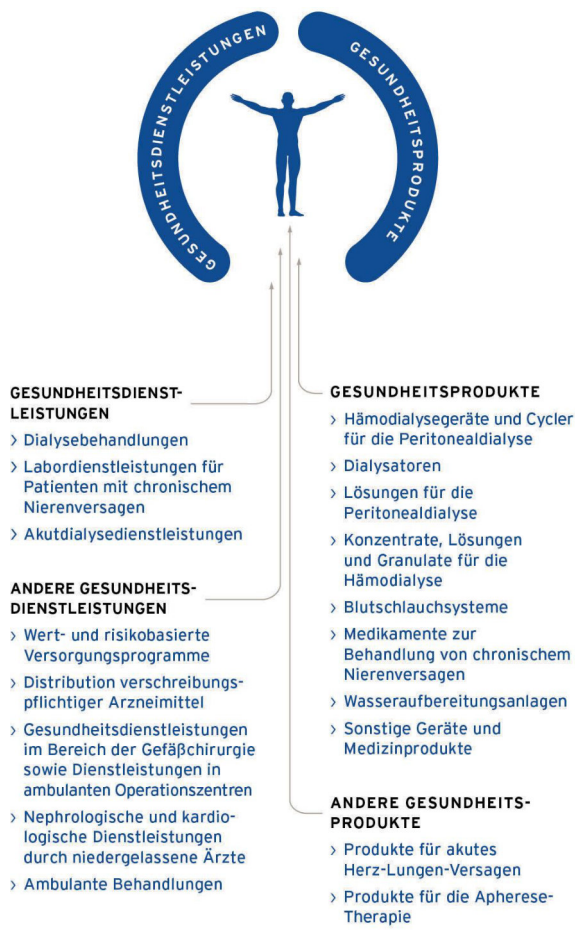 GESUNDHEITSDIENSTLEISTUNGEN
GESUNDHEITSPRODUKTE
GESUNDHEITSDIENST-
LEISTUNGEN
> Dialysebehandlungen
> Labordienstleistungen für
Patienten mit chronischem
Nierenversagen
> Akutdialysedienstleistungen
ANDERE GESUNDHEITS-
DIENSTLEISTUNGEN
> Wert- und risikobasierte
Versorgungsprogramme
> Distribution verschreibungs-
pflichtiger Arzneimittel
> Gesundheitsdienstleistungen
im Bereich der Gefäßchirurgie
sowie Dienstleistungen in
ambulanten Operationszentren
> Nephrologische und kardio-
logische Dienstleistungen
durch niedergelassene Ärzte
> Ambulante Behandlungen
GESUNDHEITSPRODUKTE
> Hämodialysegeräte und Cycler
für die Peritonealdialyse
> Dialysatoren
> Lösungen für die
Peritonealdialyse
> Konzentrate, Lösungen
und Granulate für die
Hämodialyse
> Blutschlauchsysteme
> Medikamente zur
Behandlung von chronischem
Nierenversagen
> Wasseraufbereitungsanlagen
> Sonstige Geräte und
Medizinprodukte
ANDERE GESUNDHEITS-
PRODUKTE
> Produkte für akutes
Herz-Lungen-Versagen
> Produkte für die Apherese-
Therapie